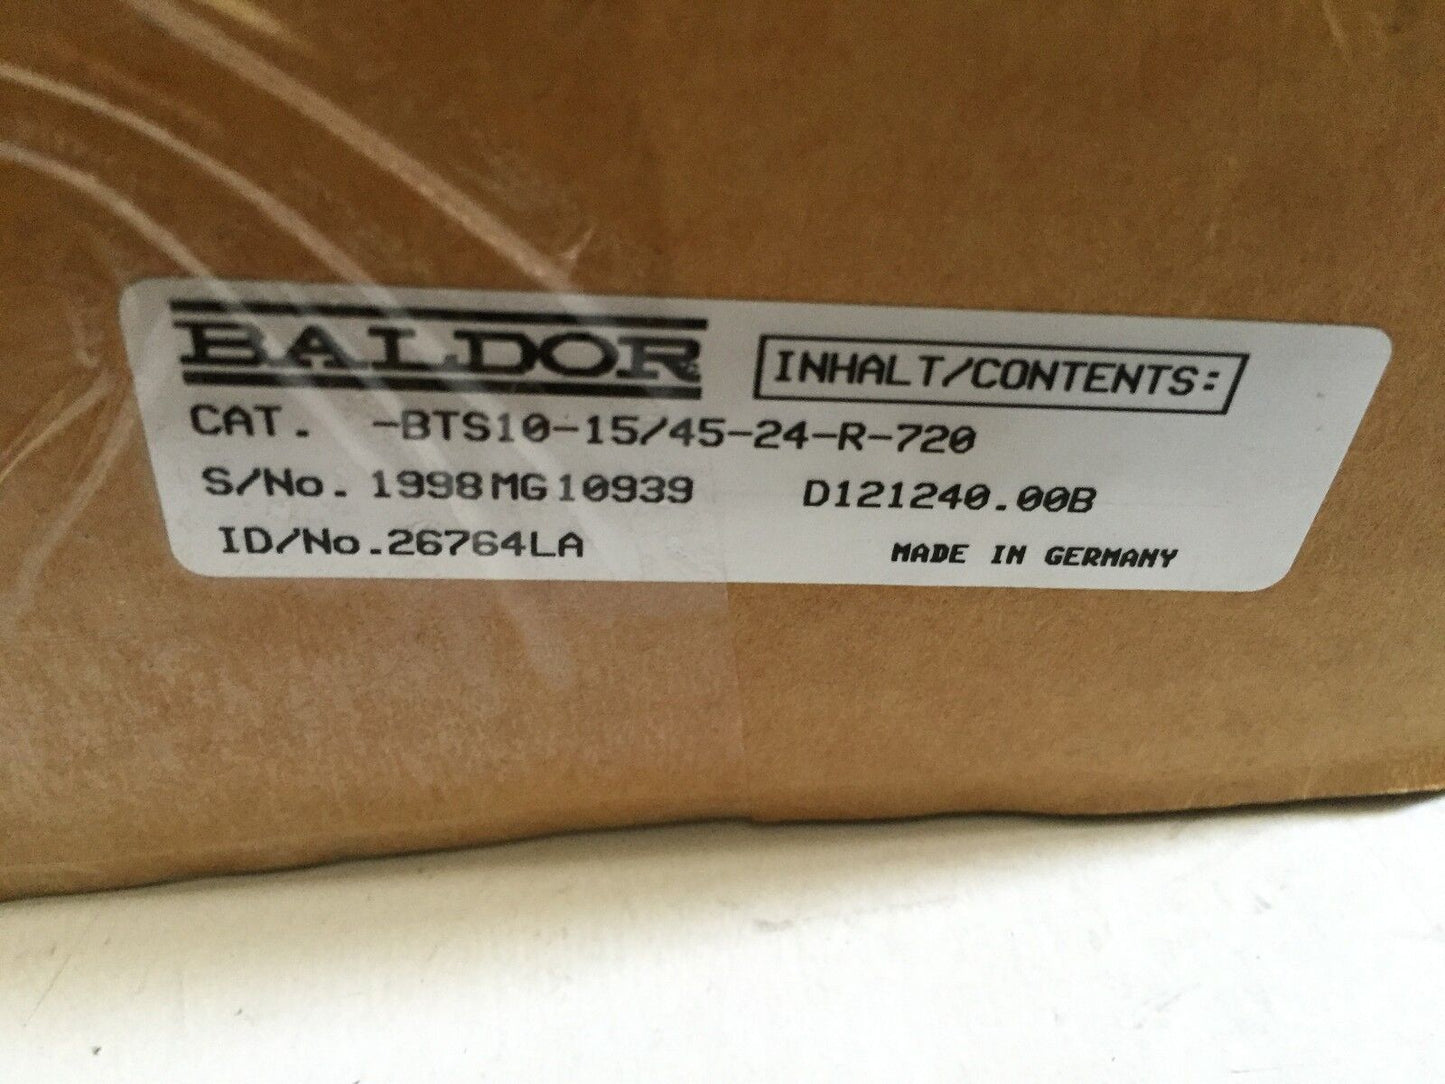 BALDOR
INHALT/CONTENTS:
CAT. -BTS10-15/45-24-R-720
S/No. 1998MG10939 D121240.00B
ID/No.26764LA MADE IN GERMANY